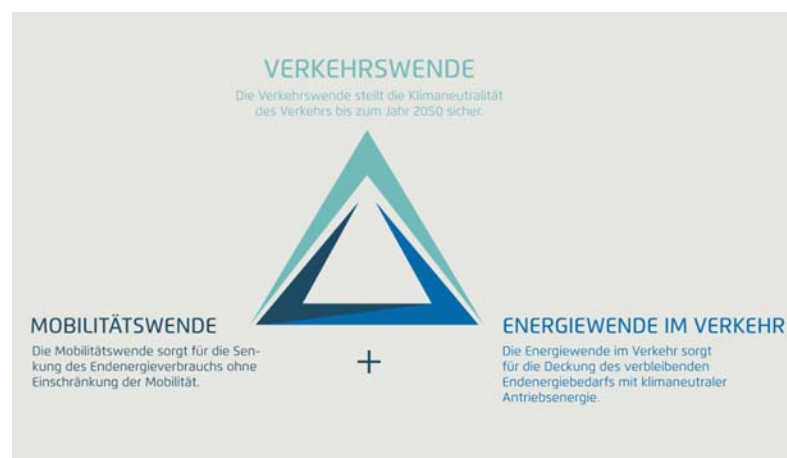 VERKEHRSWENDE
Die Verkehrswende stellt die Klimaneutralität
des Verkehrs bis zum Jahr 2050 sicher.
MOBILITÄTSWENDE
Die Mobilitätswende sorgt für die Sen-
kung des Endenergieverbrauchs ohne
Einschränkung der Mobilität.
+
ENERGIEWENDE IM VERKEHR
Die Energiewende im Verkehr sorgt
für die Deckung des verbleibenden
Endenergiebedarfs mit klimaneutraler
Antriebsenergie.